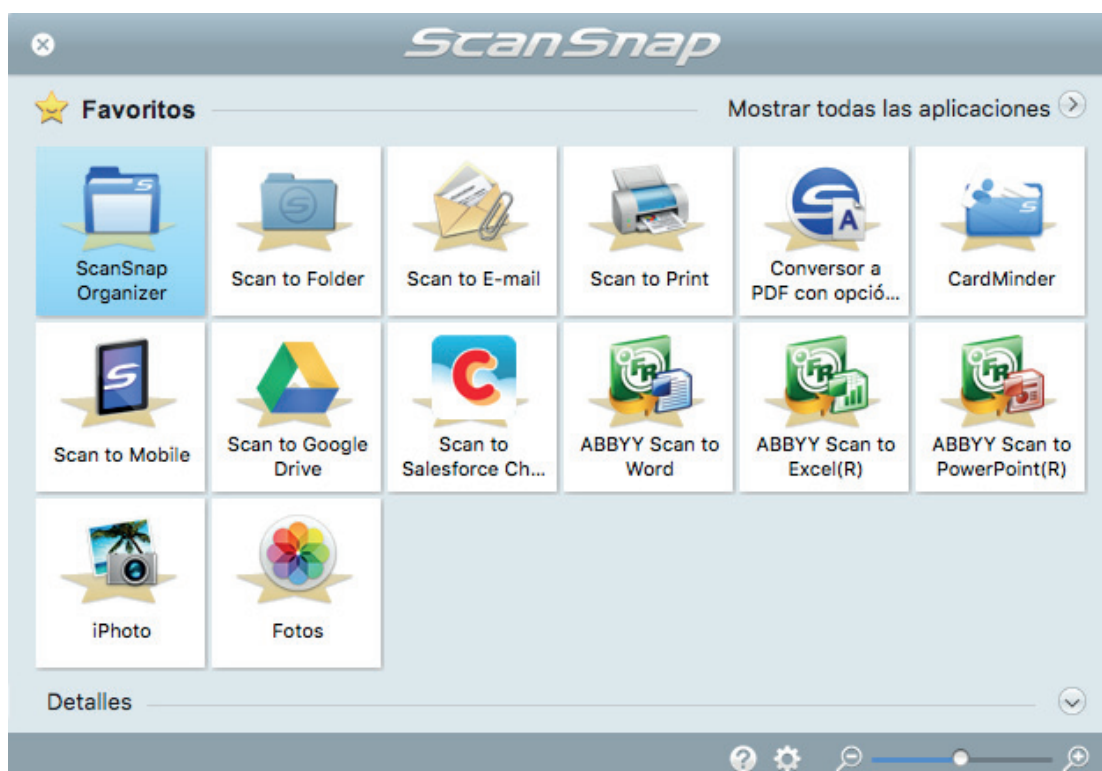 ScanSnap
Favoritos
Mostrar todas las aplicaciones
ScanSnap
Organizer
Scan to Folder
Scan to E-mail
Scan to Print
Conversor a
PDF con opció...
CardMinder
Scan to Mobile
Scan to Google
Drive
Scan to
Salesforce Ch...
ABBYY Scan to
Word
ABBYY Scan to
Excel(R)
ABBYY Scan to
PowerPoint(R)
iPhoto
Fotos
Detalles